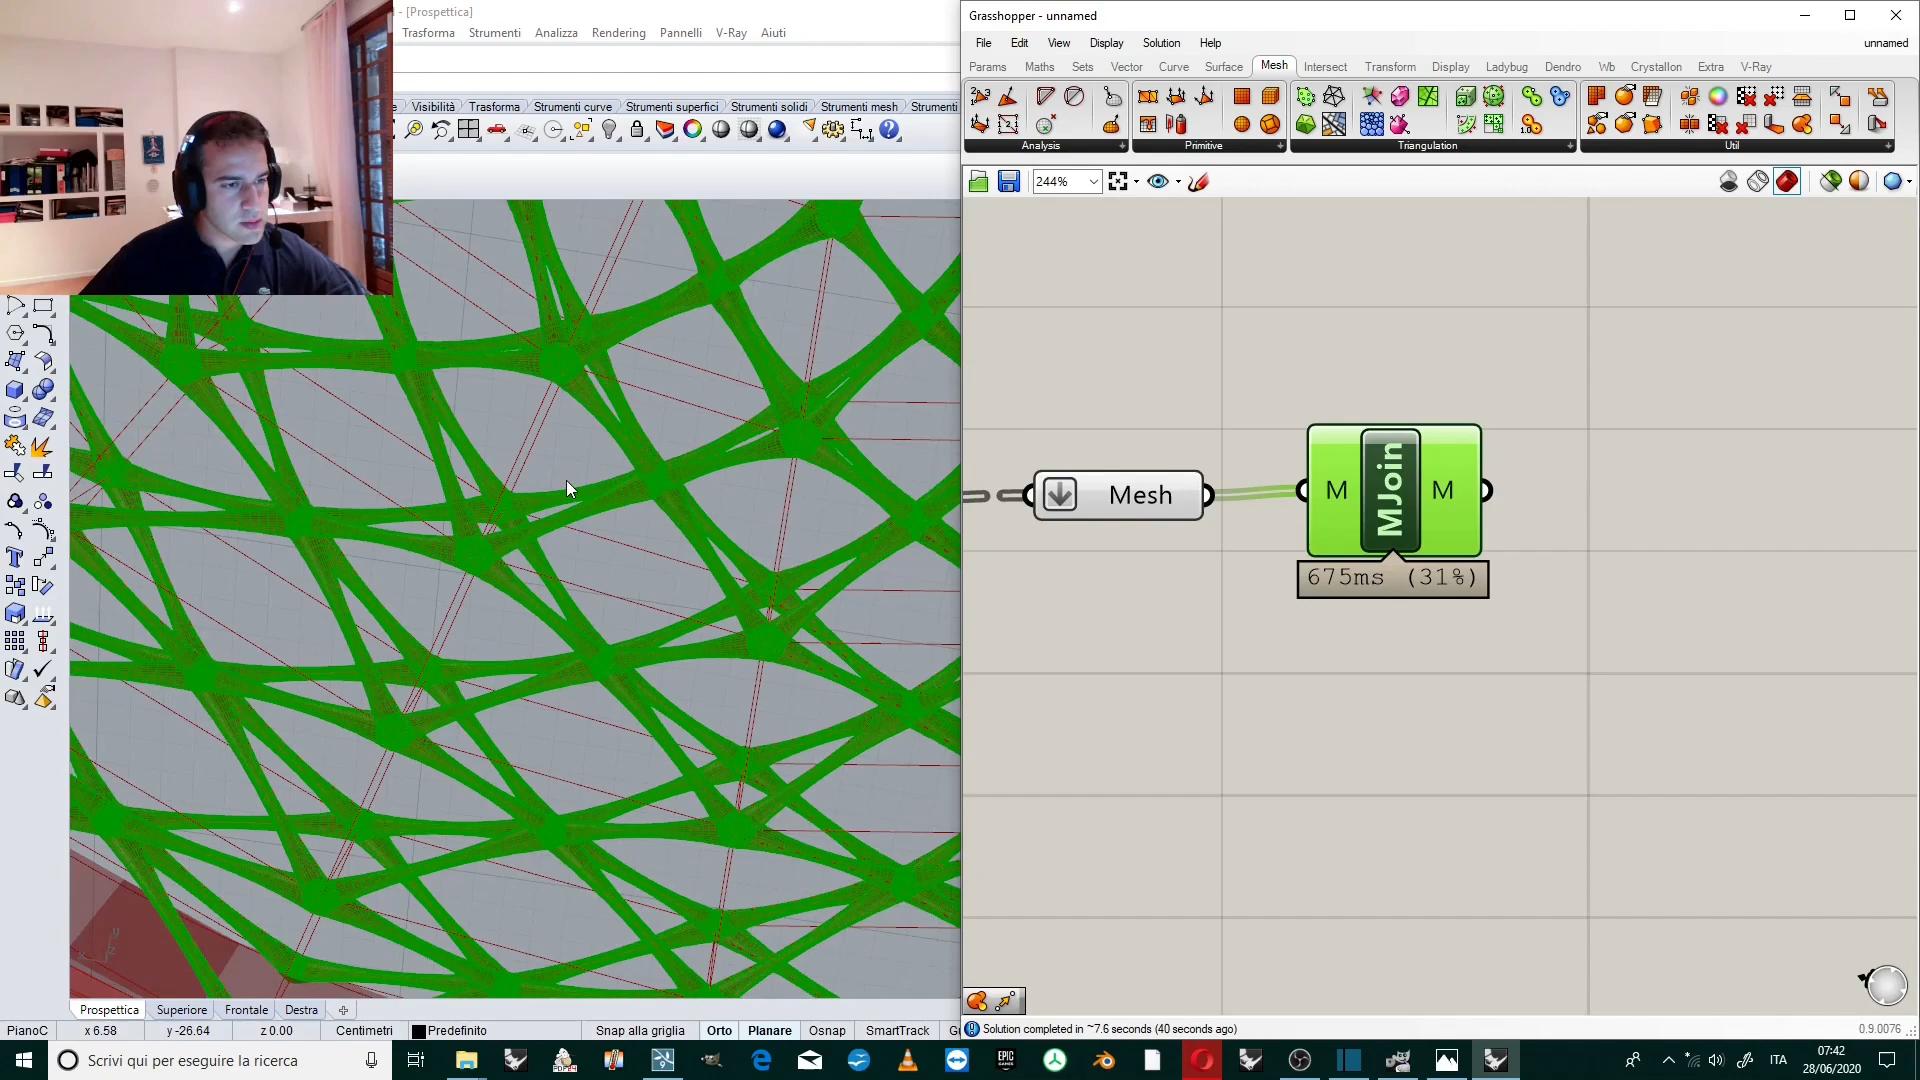 - [Prospettica]
Trasforma Strumenti Analizza Rendering Pannelli V-Ray Aiuti
Visibilità Trasforma Strumenti curve Strumenti superfici Strumenti solidi Strumenti mesh Strumenti
Grasshopper - unnamed
File Edit View Display Solution Help
unnamed
Params Maths Sets Vector Curve Surface Mesh Intersect Transform Display Ladybug Dendro Wb Crystallon Extra V-Ray
Analysis Primitive Triangulation Util
244%
Mesh
M MJoin M
675ms (31%)
Prospettica Superiore Frontale Destra
PianoC x 6.58 y -26.64 z 0.00 Centimetri Predefinito Snap alla griglia Orto Planare Osnap SmartTrack
Solution completed in ~7.6 seconds (40 seconds ago)
0.9.0076
Scrivi qui per eseguire la ricerca
EPIC GAMES
ITA
07:42
28/06/2020